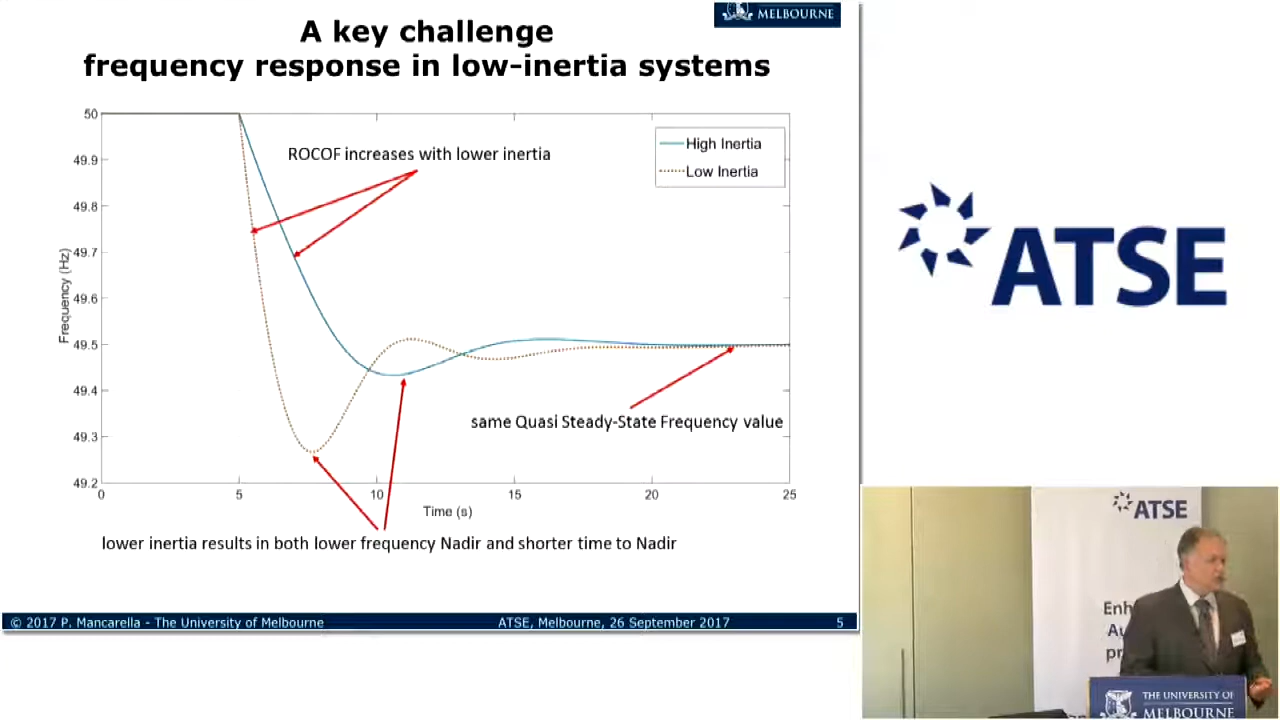 MELBOURNE
A key challenge
frequency response in low-inertia systems
50
49.9
49.8
49.7
49.6
49.5
49.4
49.3
49.2
Frequency (Hz)
ROCOF increases with lower inertia
High Inertia
Low Inertia
same Quasi Steady-State Frequency value
0 5 10 15 20 25
Time (s)
lower inertia results in both lower frequency Nadir and shorter time to Nadir
© 2017 P. Mancarella - The University of Melbourne ATSE, Melbourne, 26 September 2017 5
ATSE
ATSE
Enh
Au
pr
THE UNIVERSITY OF
MELBOURNE